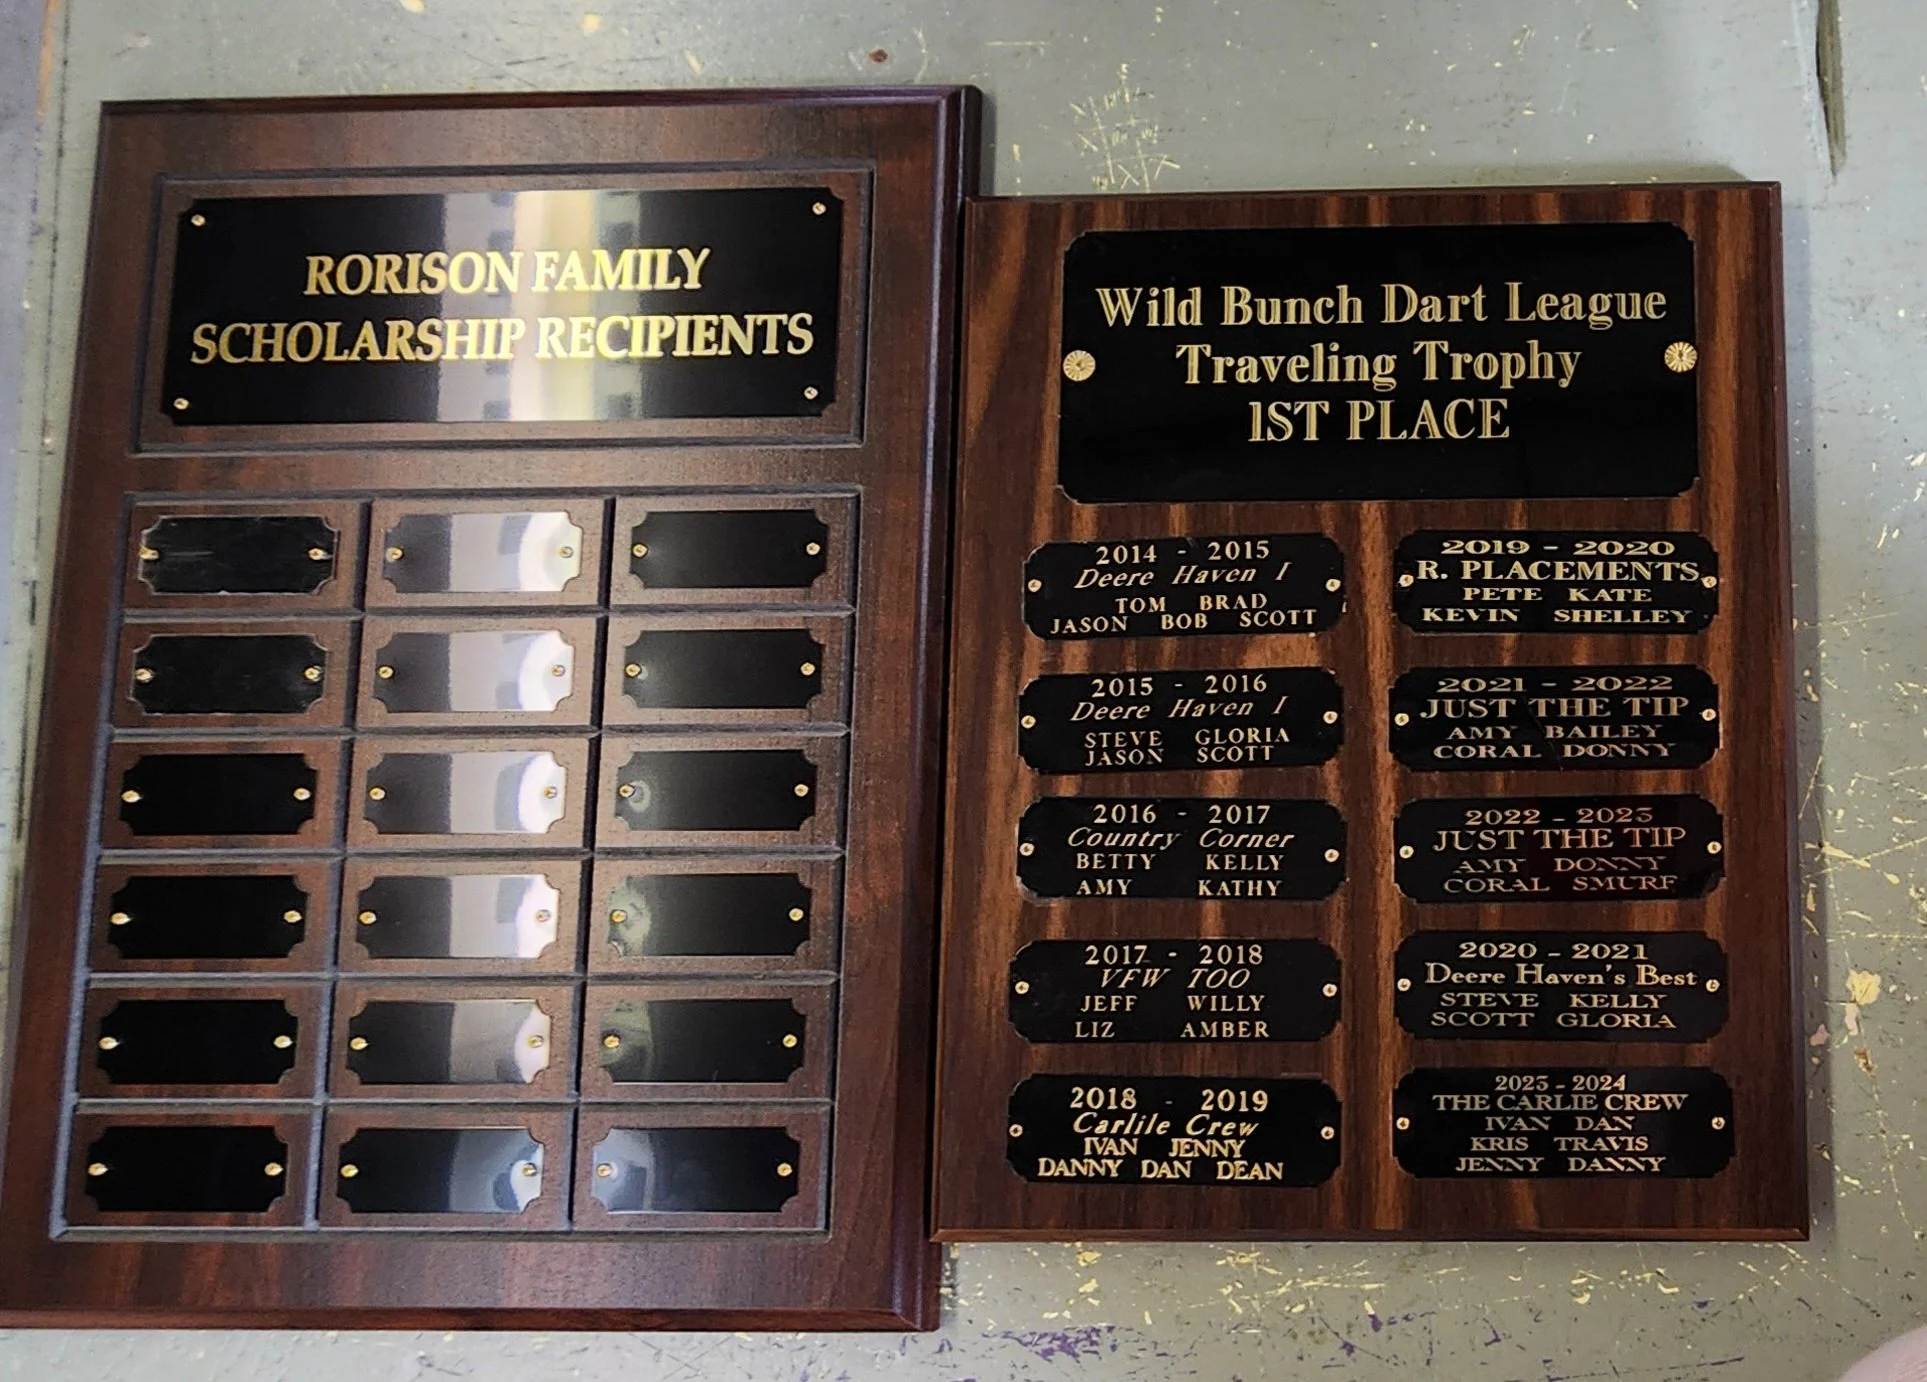 RORISON FAMILY
SCHOLARSHIP RECIPIENTS
Wild Bunch Dart League
Traveling Trophy
1ST PLACE
2014 - 2015
Deere Haven I
TOM BRAD
JASON BOB SCOTT
2015 - 2016
Deere Haven I
STEVE GLORIA
JASON SCOTT
2016 - 2017
Country Corner
BETTY KELLY
AMY KATHY
2017 - 2018
VFW TOO
JEFF WILLY
LIZ AMBER
2018 - 2019
Carlile Crew
IVAN JENNY
DANNY DAN DEAN
2019 - 2020
R. PLACEMENTS
PETE KATE
KEVIN SHELLEY
2021 - 2022
JUST THE TIP
AMY BAILEY
CORAL DONNY
2022 - 2023
JUST THE TIP
AMY DONNY
CORAL SMURF
2020 - 2021
Deere Haven's Best
STEVE KELLY
SCOTT GLORIA
2023 - 2024
THE CARLIE CREW
IVAN DAN
KRIS TRAVIS
JENNY DANNY